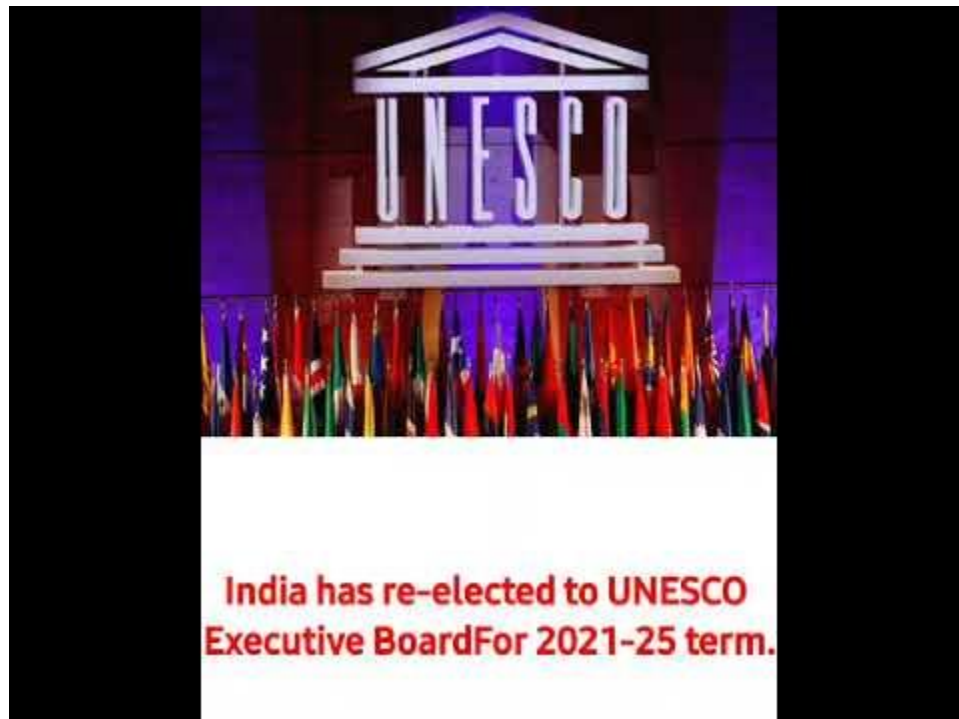 UNESCO
India has re-elected to UNESCO
Executive BoardFor 2021-25 term.